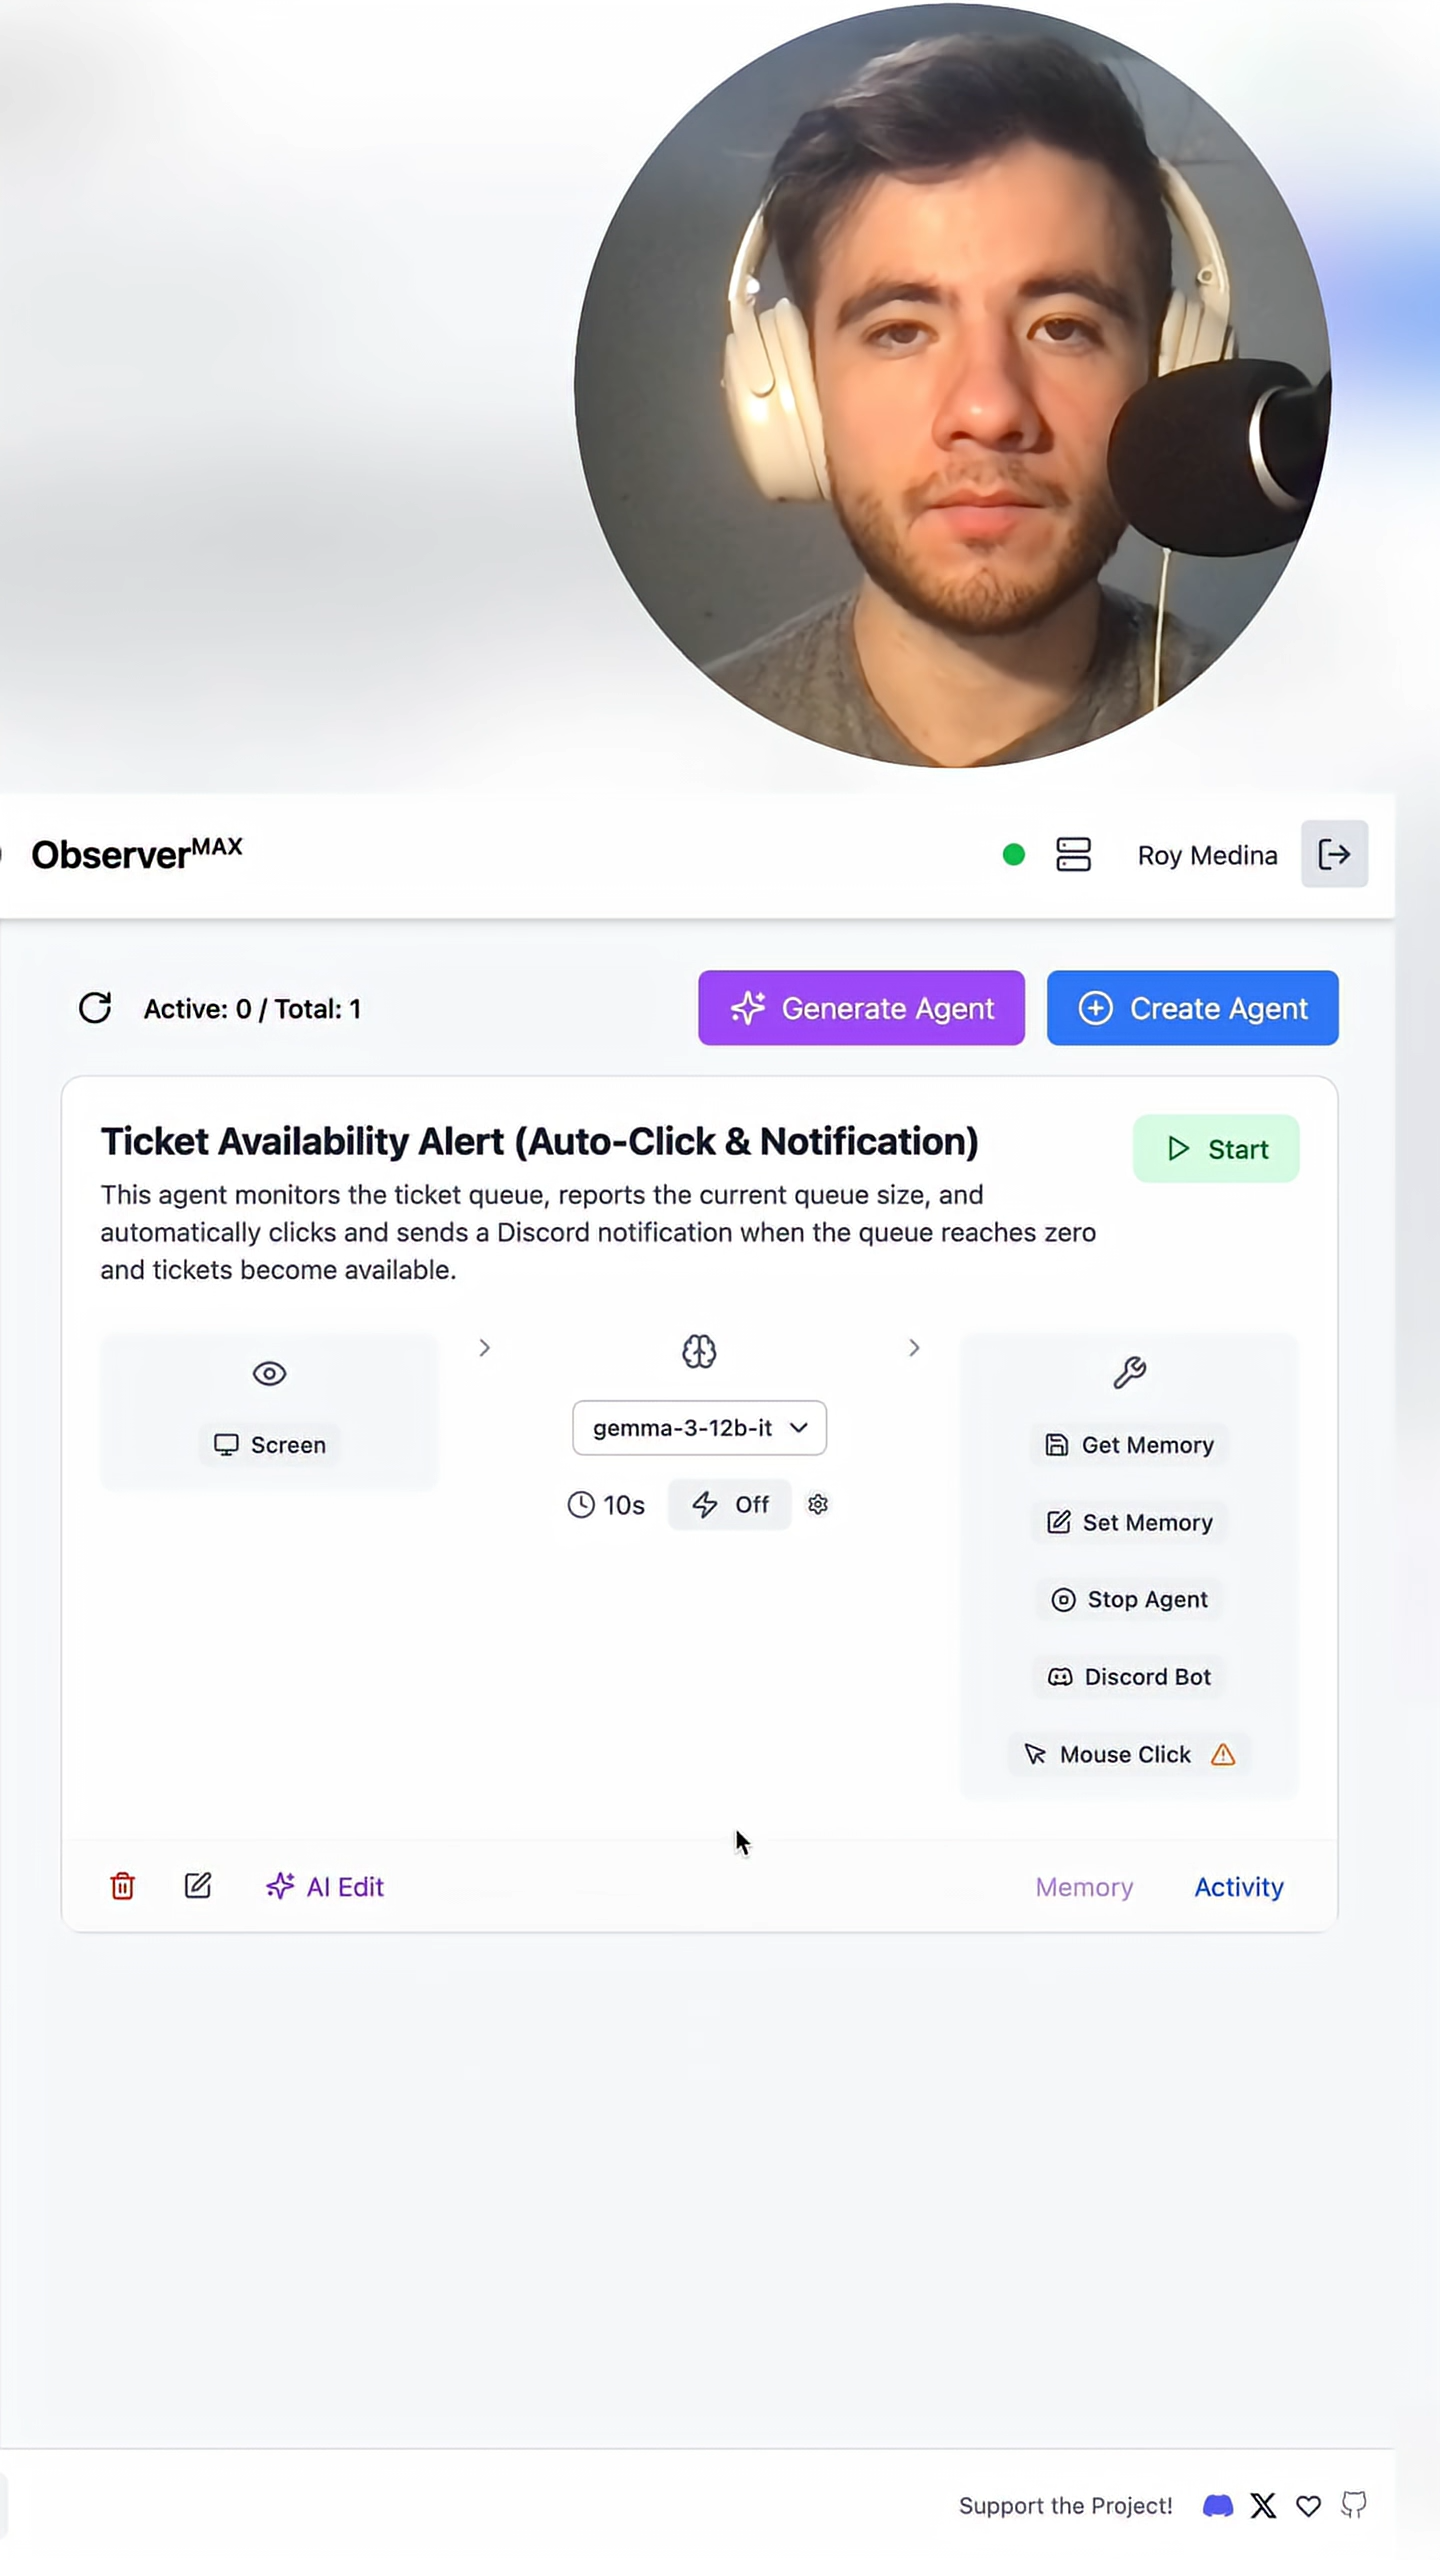 ObserverMAX
Roy Medina
Active: 0 / Total: 1
Generate Agent
Create Agent
Ticket Availability Alert (Auto-Click & Notification)
Start
This agent monitors the ticket queue, reports the current queue size, and
automatically clicks and sends a Discord notification when the queue reaches zero
and tickets become available.
Screen
gemma-3-12b-it
10s
Off
Get Memory
Set Memory
Stop Agent
Discord Bot
Mouse Click
AI Edit
Memory
Activity
Support the Project!